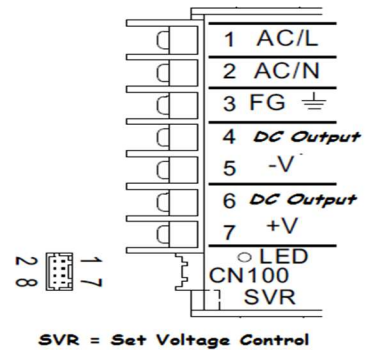 1 AC/L
2 AC/N
3 FG
4 DC Output
5 -V
6 DC Output
7 +V
LED
CN100
SVR
2 1
8 7
SVR = Set Voltage Control